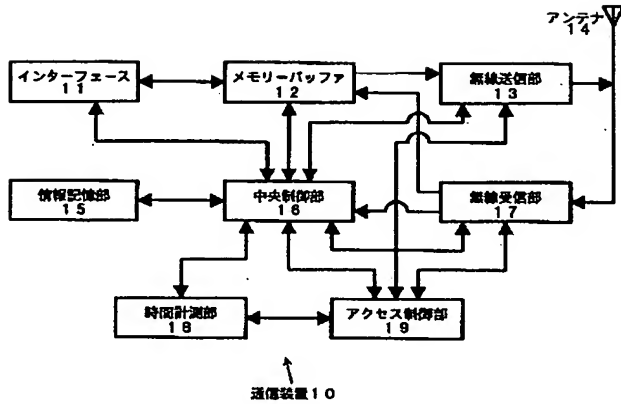 アンテナ
14
インターフェース
11
メモリーバッファ
12
無線送信部
13
情報記憶部
15
中央制御部
16
無線受信部
17
時間計測部
18
アクセス制御部
19
通信装置10